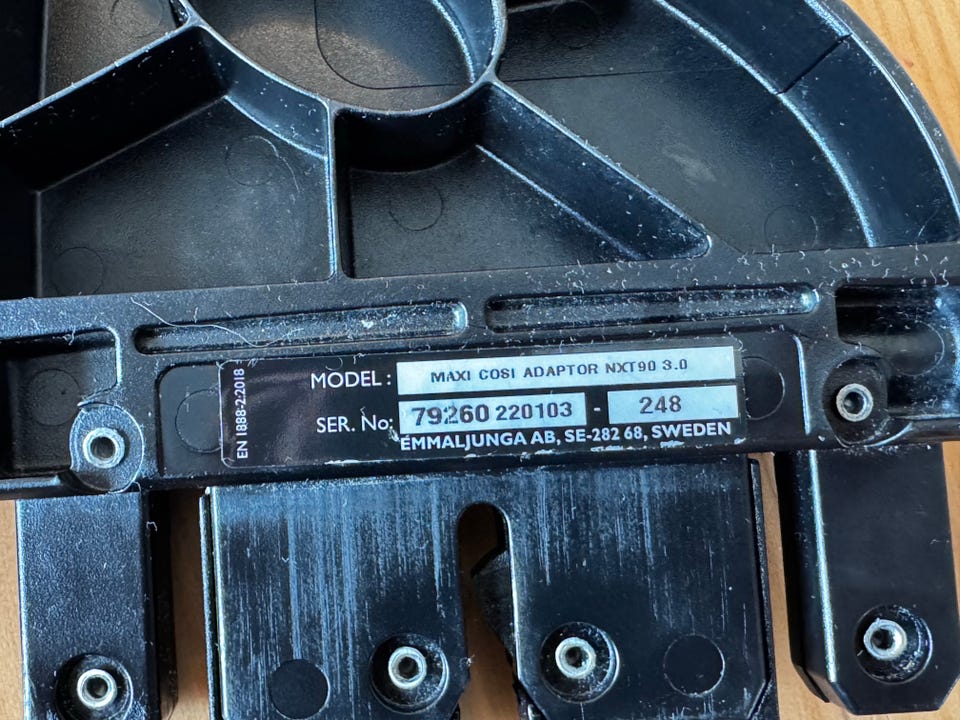 EN 1888-2:2018
MODEL : MAXI COSI ADAPTOR NXT90 3.0
SER. No: 79260 220103 - 248
EMMALJUNGA AB, SE-282 68, SWEDEN